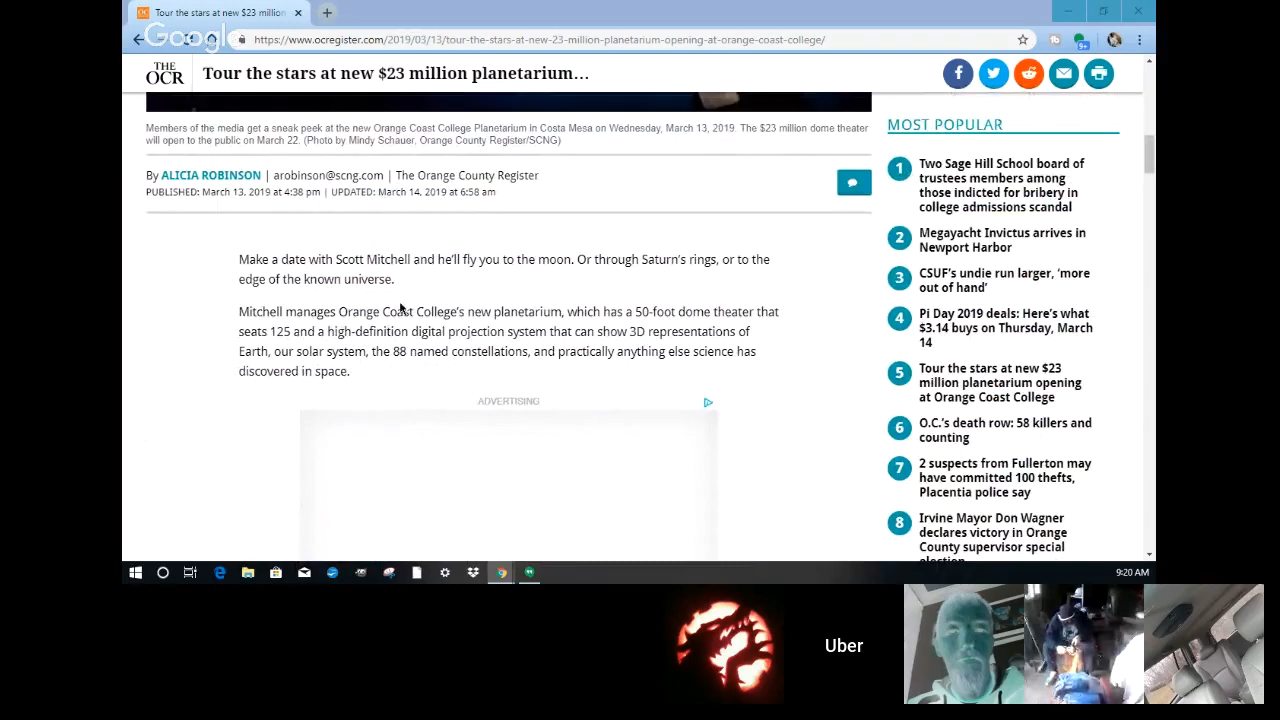 Tour the stars at new $23 million
Google
https://www.ocregister.com/2019/03/13/tour-the-stars-at-new-23-million-planetarium-opening-at-orange-coast-college/
9+
THE
OCR
Tour the stars at new $23 million planetarium...
Members of the media get a sneak peek at the new Orange Coast College Planetarium in Costa Mesa on Wednesday, March 13, 2019. The $23 million dome theater
will open to the public on March 22. (Photo by Mindy Schauer, Orange County Register/SCNG)
By ALICIA ROBINSON | arobinson@scng.com | The Orange County Register
PUBLISHED: March 13, 2019 at 4:38 pm | UPDATED: March 14, 2019 at 6:58 am
Make a date with Scott Mitchell and he'll fly you to the moon. Or through Saturn's rings, or to the
edge of the known universe.
Mitchell manages Orange Coast College's new planetarium, which has a 50-foot dome theater that
seats 125 and a high-definition digital projection system that can show 3D representations of
Earth, our solar system, the 88 named constellations, and practically anything else science has
discovered in space.
ADVERTISING
MOST POPULAR
1 Two Sage Hill School board of
trustees members among
those indicted for bribery in
college admissions scandal
2 Megayacht Invictus arrives in
Newport Harbor
3 CSUF's undie run larger, 'more
out of hand'
4 Pi Day 2019 deals: Here's what
$3.14 buys on Thursday, March
14
5 Tour the stars at new $23
million planetarium opening
at Orange Coast College
6 O.C.'s death row: 58 killers and
counting
7 2 suspects from Fullerton may
have committed 100 thefts,
Placentia police say
8 Irvine Mayor Don Wagner
declares victory in Orange
County supervisor special
election
9:20 AM
Uber